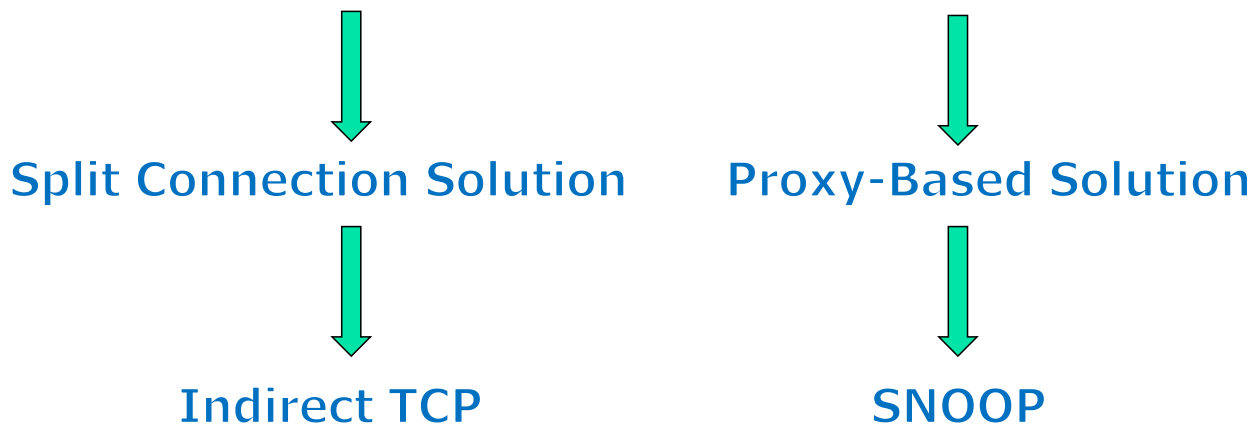 Split Connection Solution
Proxy-Based Solution
Indirect TCP
SNOOP